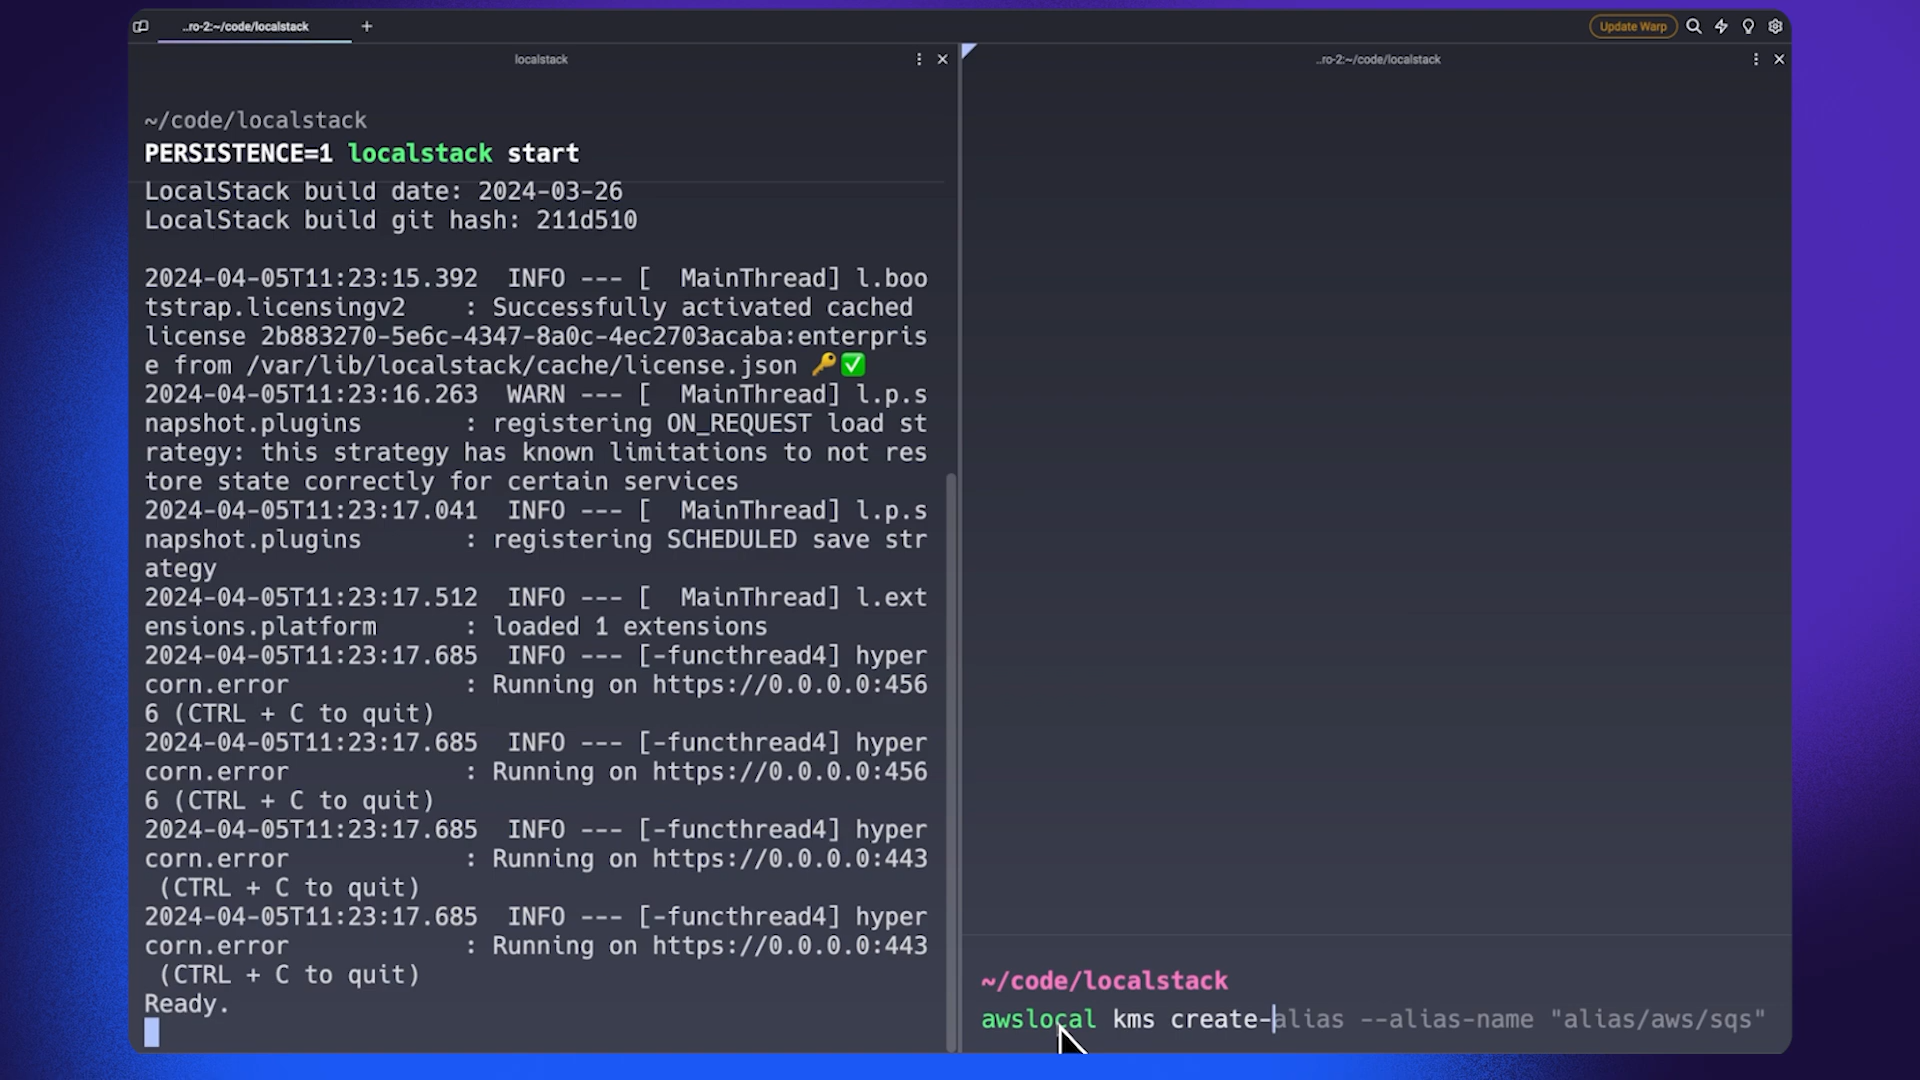 ..ro-2:~/code/localstack
Update Warp
localstack
~/code/localstack
PERSISTENCE=1 localstack start
LocalStack build date: 2024-03-26
LocalStack build git hash: 211d510
2024-04-05T11:23:15.392  INFO --- [  MainThread] l.boo
tstrap.licensingv2    : Successfully activated cached
license 2b883270-5e6c-4347-8a0c-4ec2703acaba:enterpris
e from /var/lib/localstack/cache/license.json 🔑✅
2024-04-05T11:23:16.263  WARN --- [  MainThread] l.p.s
napshot.plugins       : registering ON_REQUEST load st
rategy: this strategy has known limitations to not res
tore state correctly for certain services
2024-04-05T11:23:17.041  INFO --- [  MainThread] l.p.s
napshot.plugins       : registering SCHEDULED save str
ategy
2024-04-05T11:23:17.512  INFO --- [  MainThread] l.ext
ensions.platform      : loaded 1 extensions
2024-04-05T11:23:17.685  INFO --- [-functhread4] hyper
corn.error            : Running on https://0.0.0.0:456
6 (CTRL + C to quit)
2024-04-05T11:23:17.685  INFO --- [-functhread4] hyper
corn.error            : Running on https://0.0.0.0:456
6 (CTRL + C to quit)
2024-04-05T11:23:17.685  INFO --- [-functhread4] hyper
corn.error            : Running on https://0.0.0.0:443
 (CTRL + C to quit)
2024-04-05T11:23:17.685  INFO --- [-functhread4] hyper
corn.error            : Running on https://0.0.0.0:443
 (CTRL + C to quit)
Ready.
..ro-2:~/code/localstack
~/code/localstack
awslocal kms create-alias --alias-name "alias/aws/sqs"